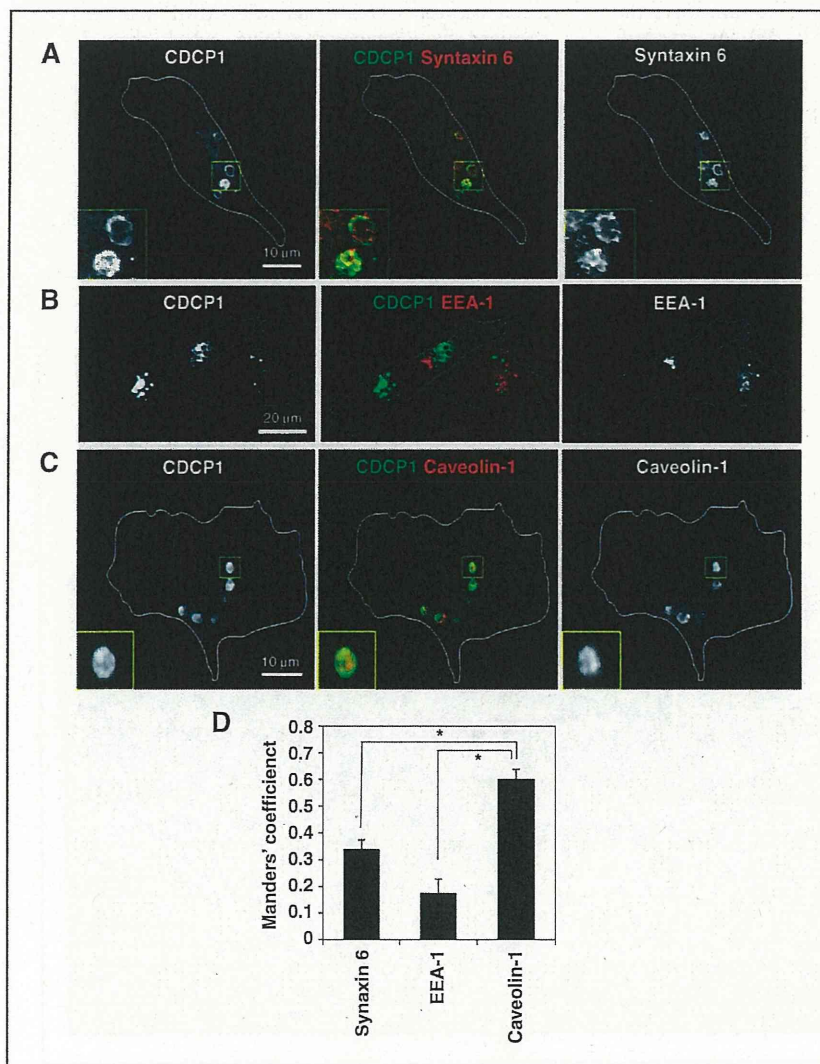 A
CDCP1
CDCP1 Syntaxin 6
Syntaxin 6
10 μm
B
CDCP1
CDCP1 EEA-1
EEA-1
20 μm
C
CDCP1
CDCP1 Caveolin-1
Caveolin-1
10 μm
D
0.8
0.7
0.6
0.5
0.4
0.3
0.2
0.1
0
Manders' coefficienct
*
*
Synaxin 6
EEA-1
Caveolin-1